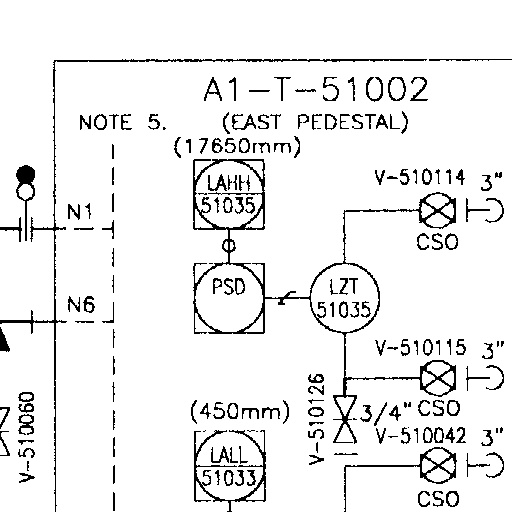 A1-T-51002
NOTE 5. (EAST PEDESTAL)
(17650mm)
LAHH
51035
V-510114 3"
CSO
N1
PSD
LZT
51035
N6
V-510115 3"
CSO
V-510126
3/4"
V-510060
(450mm)
V-510042 3"
CSO
LALL
51033